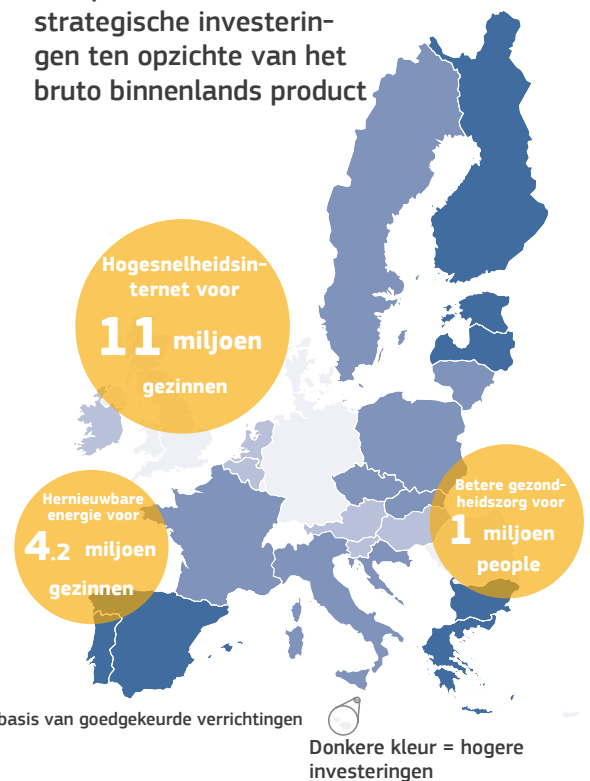 strategische investerin-
gen ten opzichte van het
bruto binnenlands product
Hogesnelheidsin-
ternet voor
11 miljoen
gezinnen
Hernieuwbare
energie voor
4.2 miljoen
gezinnen
Betere gezond-
heidszorg voor
1 miljoen
people
basis van goedgekeurde verrichtingen
Donkere kleur = hogere
investeringen